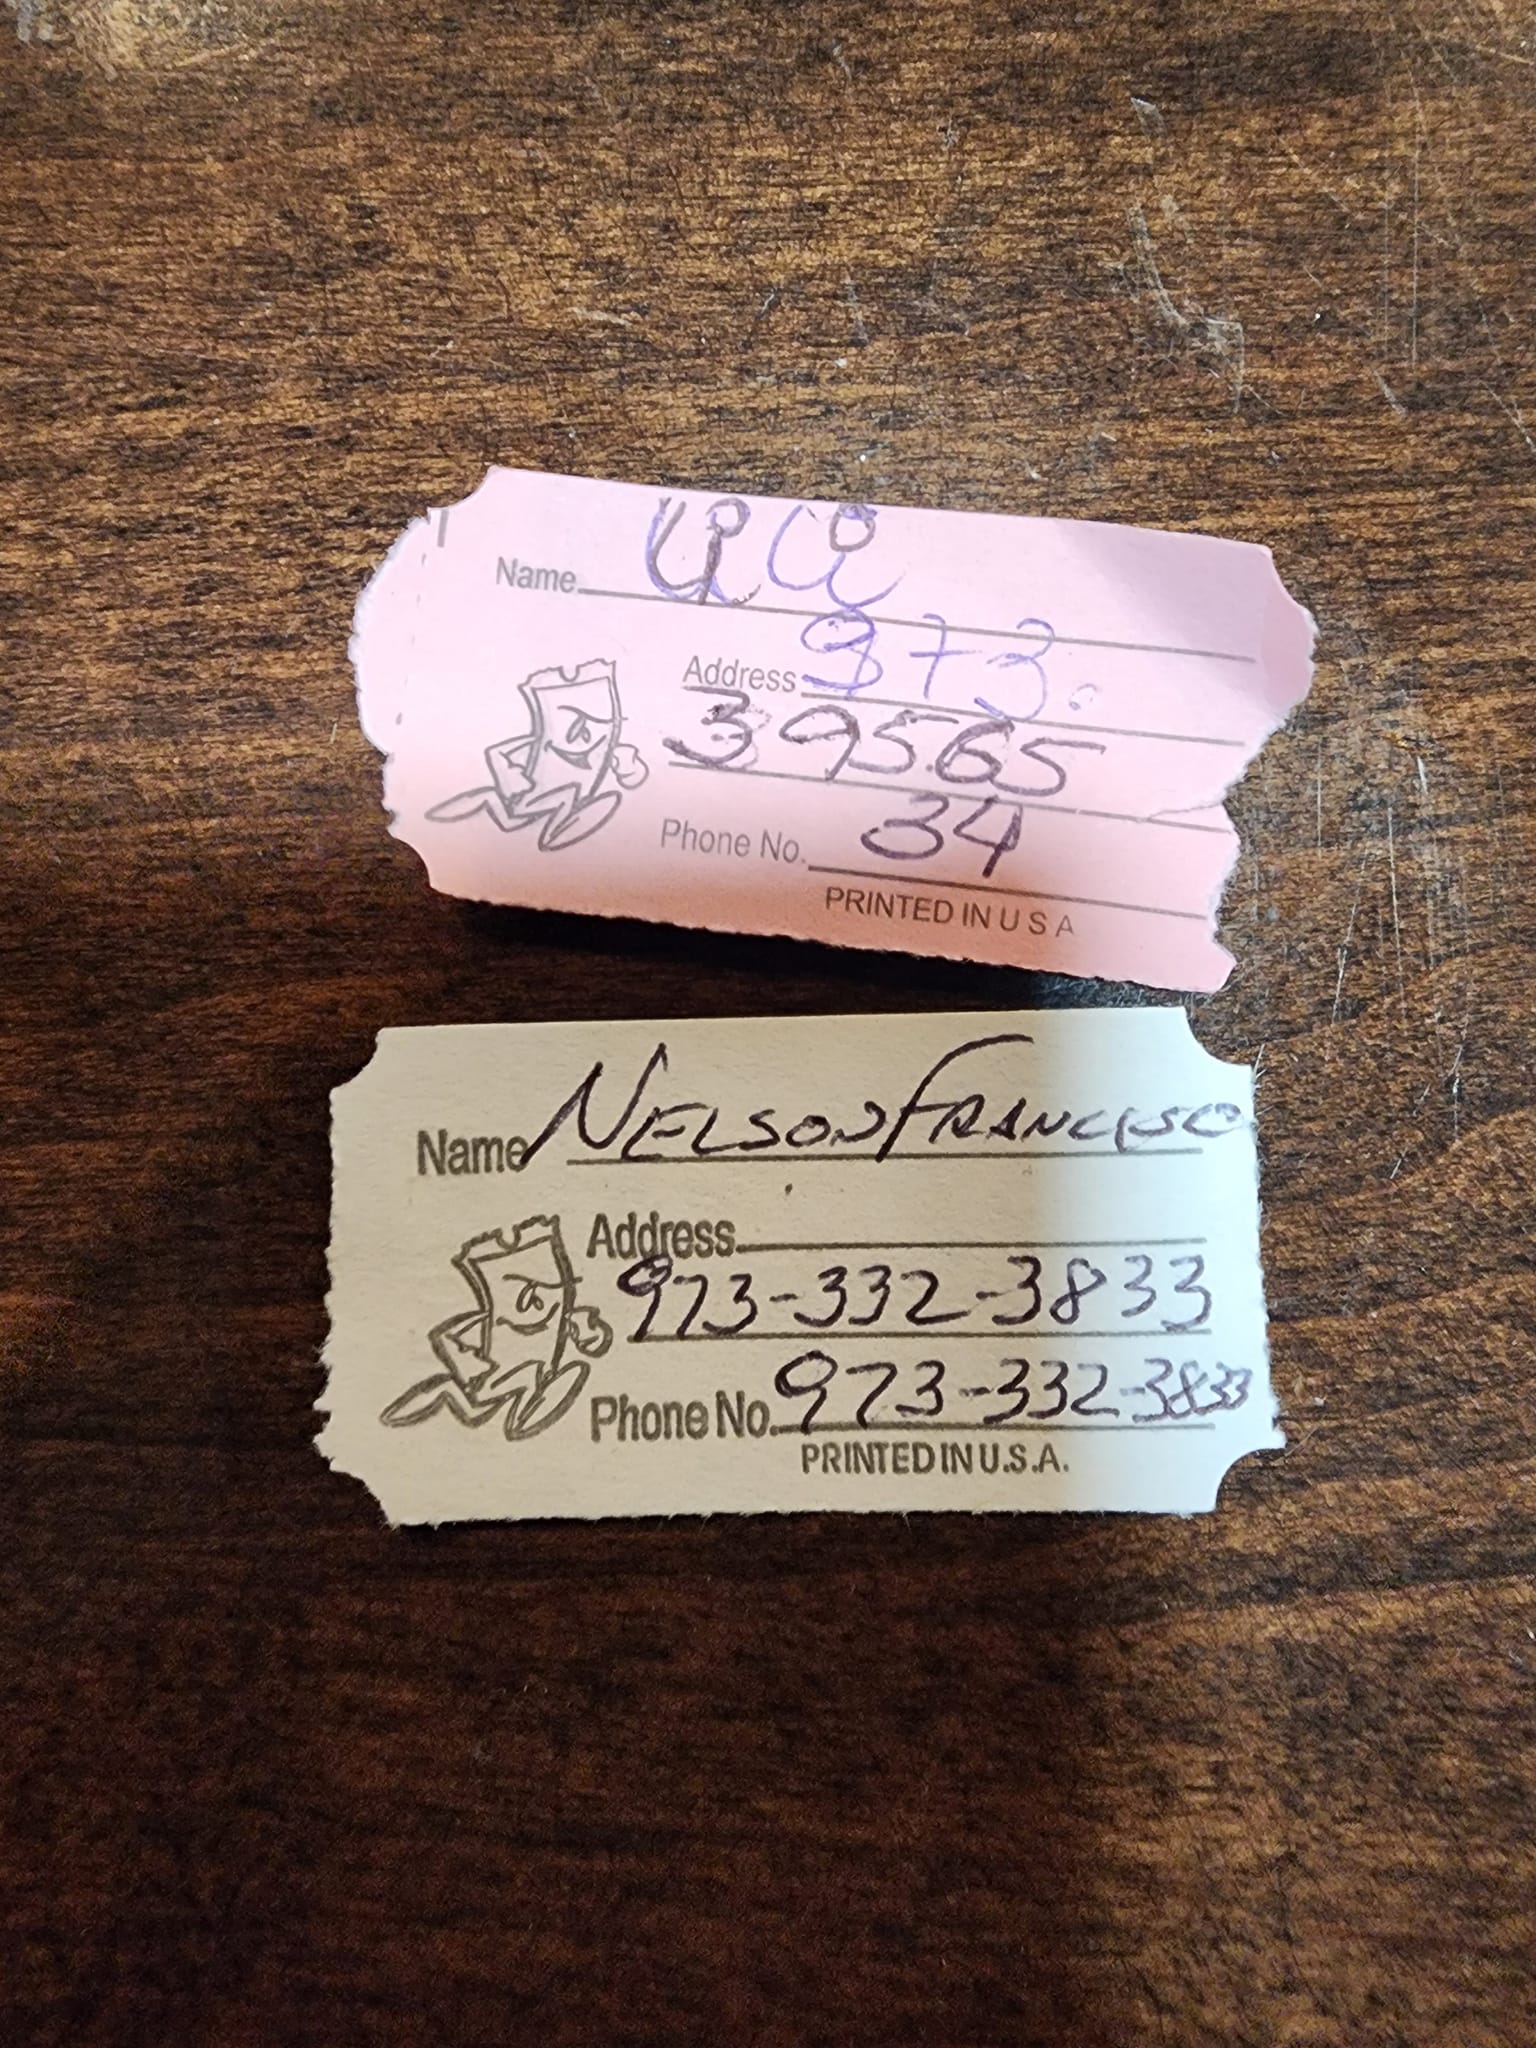 Name
973.
Address
39565
Phone No. 34
PRINTED IN U S A
Name NELSON FRANCISCO
Address
973-332-3833
Phone No. 973-332-3833
PRINTED IN U.S.A.